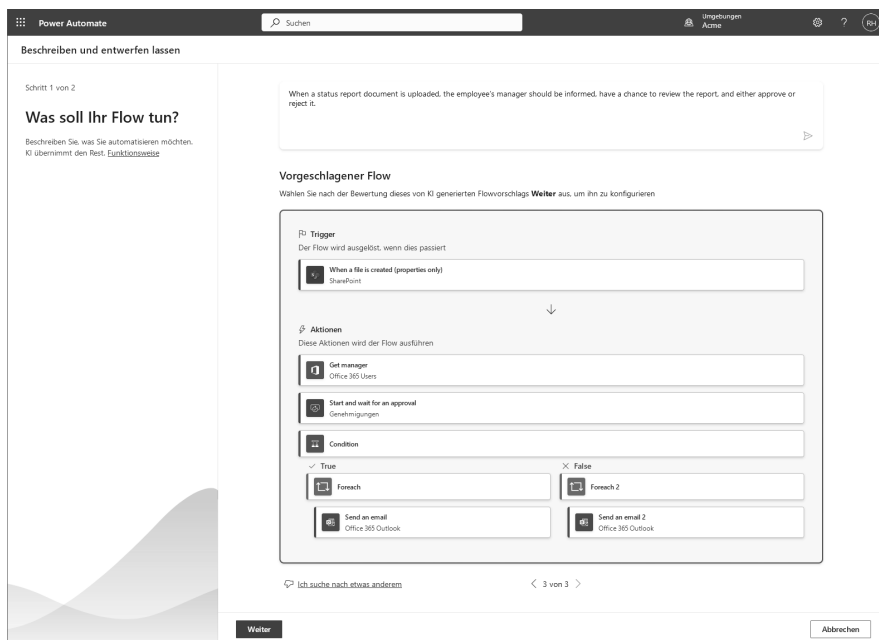 Power Automate
Suchen
Umgebungen
Acme
?
RH
Beschreiben und entwerfen lassen
Schritt 1 von 2
Was soll Ihr Flow tun?
Beschreiben Sie, was Sie automatisieren möchten.
KI übernimmt den Rest. Funktionsweise
When a status report document is uploaded, the employee's manager should be informed, have a chance to review the report, and either approve or
reject it.
Vorgeschlagener Flow
Wählen Sie nach der Bewertung dieses von KI generierten Flowvorschlags Weiter aus, um ihn zu konfigurieren
Trigger
Der Flow wird ausgelöst, wenn dies passiert
When a file is created (properties only)
SharePoint
Aktionen
Diese Aktionen wird der Flow ausführen
Get manager
Office 365 Users
Start and wait for an approval
Genehmigungen
Condition
True
False
Foreach
Foreach 2
Send an email
Office 365 Outlook
Send an email 2
Office 365 Outlook
Ich suche nach etwas anderem
3 von 3
Weiter
Abbrechen